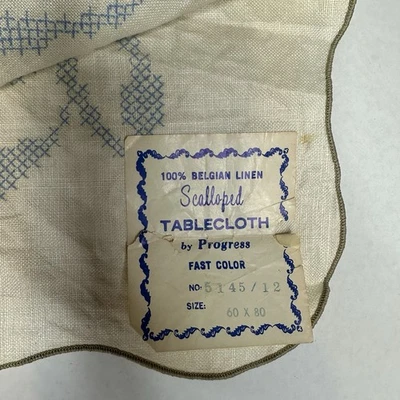 100% BELGIAN LINEN
Scalloped
TABLECLOTH
by Progress
FAST COLOR
NO. 5145/12
SIZE: 60 X 80